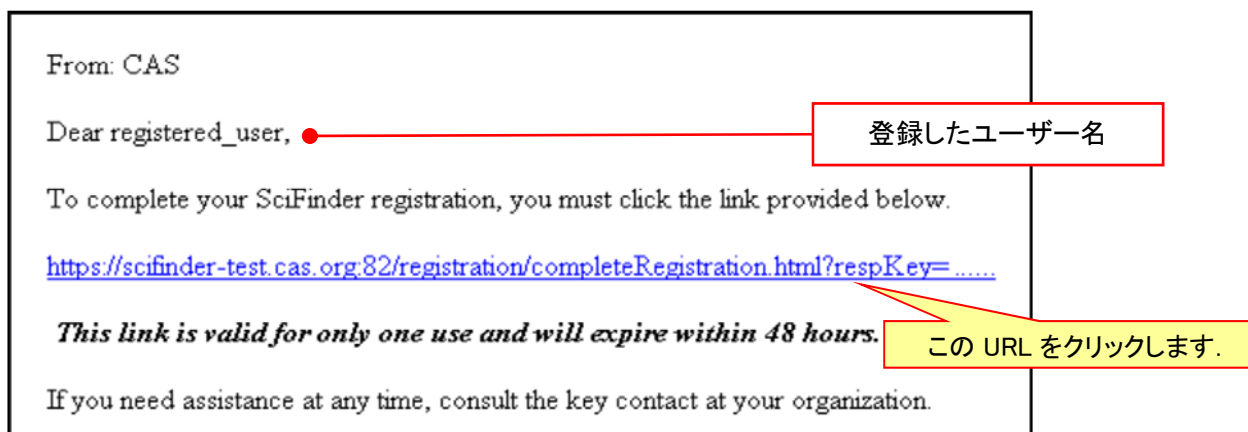 From: CAS
Dear registered_user,
登録したユーザー名
To complete your SciFinder registration, you must click the link provided below.
https://scifinder-test.cas.org:82/registration/completeRegistration.html?respKey= ......
This link is valid for only one use and will expire within 48 hours.
この URL をクリックします.
If you need assistance at any time, consult the key contact at your organization.